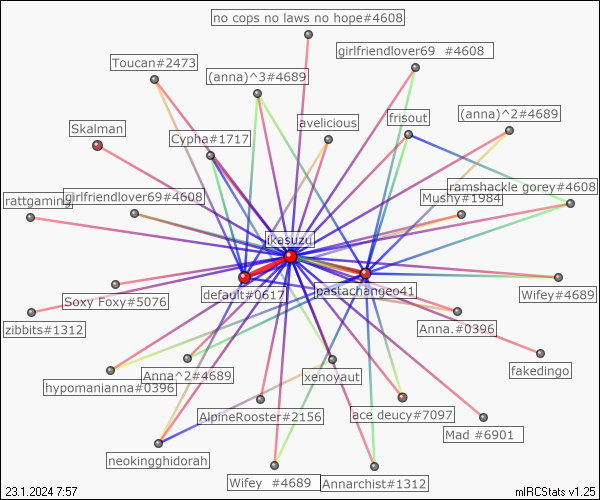 no cops no laws no hope#4608
girlfriendlover69 #4608
Toucan#2473
(anna)^3#4689
(anna)^2#4689
avelicious
frisout
Skalman
Cypha#1717
ramshackle gorey#4608
rattgaming
girlfriendlover69#4608
Mushy#1984
ikasuzu
pastachangeo41
default#0617
Soxy Foxy#5076
Wifey#4689
zibbits#1312
Anna.#0396
fakedingo
Anna^2#4689
xenoyaut
hypomanianna#0396
AlpineRooster#2156
ace deucy#7097
Mad #6901
neokingghidorah
Wifey #4689
Annarchist#1312
23.1.2024 7:57
mIRCStats v1.25